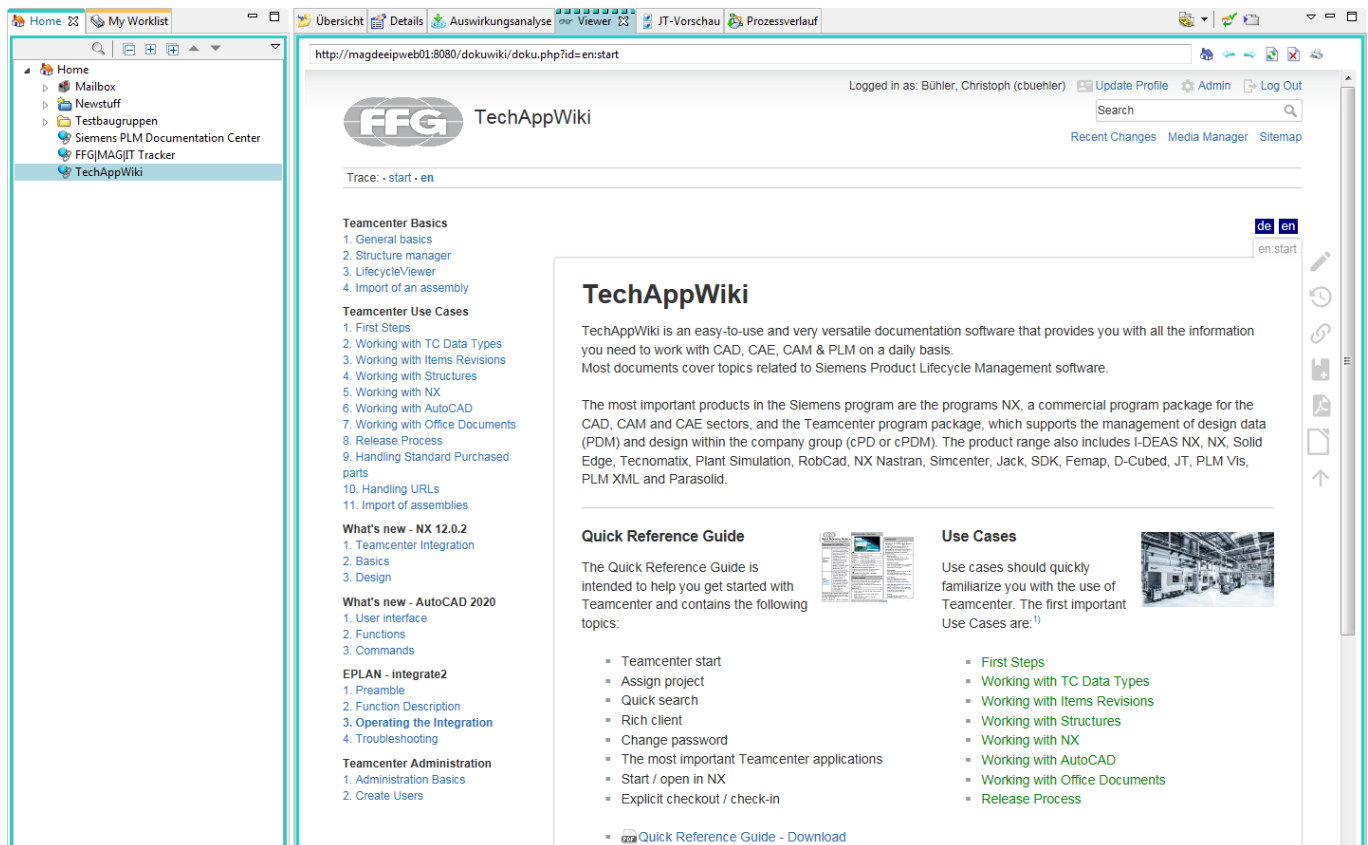 Home
My Worklist
Übersicht
Details
Auswirkungsanalyse
Viewer
JT-Vorschau
Prozessverlauf
Home
Mailbox
Newstuff
Testbaugruppen
Siemens PLM Documentation Center
FFG|MAG|IT Tracker
TechAppWiki
http://magdeeipweb01:8080/dokuwiki/doku.php?id=en:start
Logged in as: Bühler, Christoph (cbuehler) Update Profile Admin Log Out
FFG TechAppWiki
Search
Recent Changes Media Manager Sitemap
Trace: • start • en
Teamcenter Basics
1. General basics
2. Structure manager
3. LifecycleViewer
4. Import of an assembly
Teamcenter Use Cases
1. First Steps
2. Working with TC Data Types
3. Working with Items Revisions
4. Working with Structures
5. Working with NX
6. Working with AutoCAD
7. Working with Office Documents
8. Release Process
9. Handling Standard Purchased
parts
10. Handling URLs
11. Import of assemblies
What's new - NX 12.0.2
1. Teamcenter Integration
2. Basics
3. Design
What's new - AutoCAD 2020
1. User interface
2. Functions
3. Commands
EPLAN - integrate2
1. Preamble
2. Function Description
3. Operating the Integration
4. Troubleshooting
Teamcenter Administration
1. Administration Basics
2. Create Users
de en
en:start
TechAppWiki
TechAppWiki is an easy-to-use and very versatile documentation software that provides you with all the information
you need to work with CAD, CAE, CAM & PLM on a daily basis.
Most documents cover topics related to Siemens Product Lifecycle Management software.
The most important products in the Siemens program are the programs NX, a commercial program package for the
CAD, CAM and CAE sectors, and the Teamcenter program package, which supports the management of design data
(PDM) and design within the company group (cPD or cPDM). The product range also includes I-DEAS NX, NX, Solid
Edge, Tecnomatix, Plant Simulation, RobCad, NX Nastran, Simcenter, Jack, SDK, Femap, D-Cubed, JT, PLM Vis,
PLM XML and Parasolid.
Quick Reference Guide
The Quick Reference Guide is
intended to help you get started with
Teamcenter and contains the following
topics:
Teamcenter start
Assign project
Quick search
Rich client
Change password
The most important Teamcenter applications
Start / open in NX
Explicit checkout / check-in
PDF Quick Reference Guide - Download
Use Cases
Use cases should quickly
familiarize you with the use of
Teamcenter. The first important
Use Cases are:1)
First Steps
Working with TC Data Types
Working with Items Revisions
Working with Structures
Working with NX
Working with AutoCAD
Working with Office Documents
Release Process